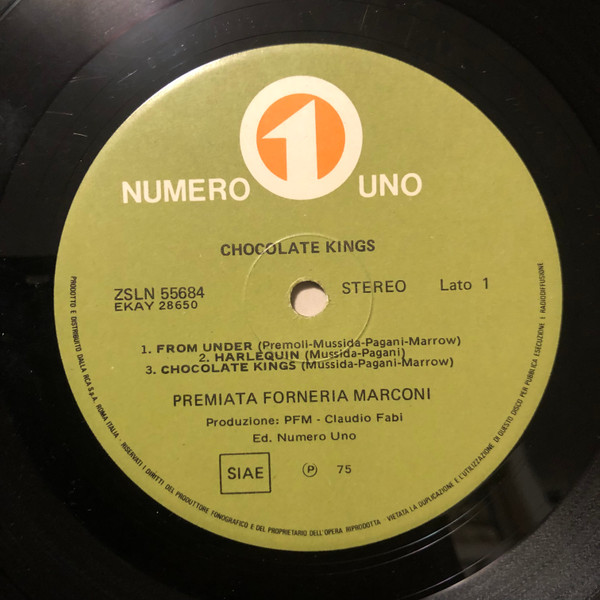 1
NUMERO UNO
CHOCOLATE KINGS
ZSLN 55684 STEREO Lato 1
EKAY 28650
1. FROM UNDER (Premoli-Mussida-Pagani-Marrow)
2. HARLEQUIN (Mussida-Pagani)
3. CHOCOLATE KINGS (Mussida-Pagani-Marrow)
PREMIATA FORNERIA MARCONI
Produzione: PFM - Claudio Fabi
Ed. Numero Uno
SIAE Ⓟ 75
PRODOTTO E DISTRIBUITO DALLA RCA S.p.A. ROMA ITALIA - RISERVATI I DIRITTI DEL PRODUTTORE FONOGRAFICO E DEL PROPRIETARIO DELL'OPERA RIPRODOTTA - VIETATA LA DUPLICAZIONE E L'UTILIZZAZIONE DI QUESTO DISCO PER PUBBLICA ESECUZIONE E RADIODIFFUSIONE